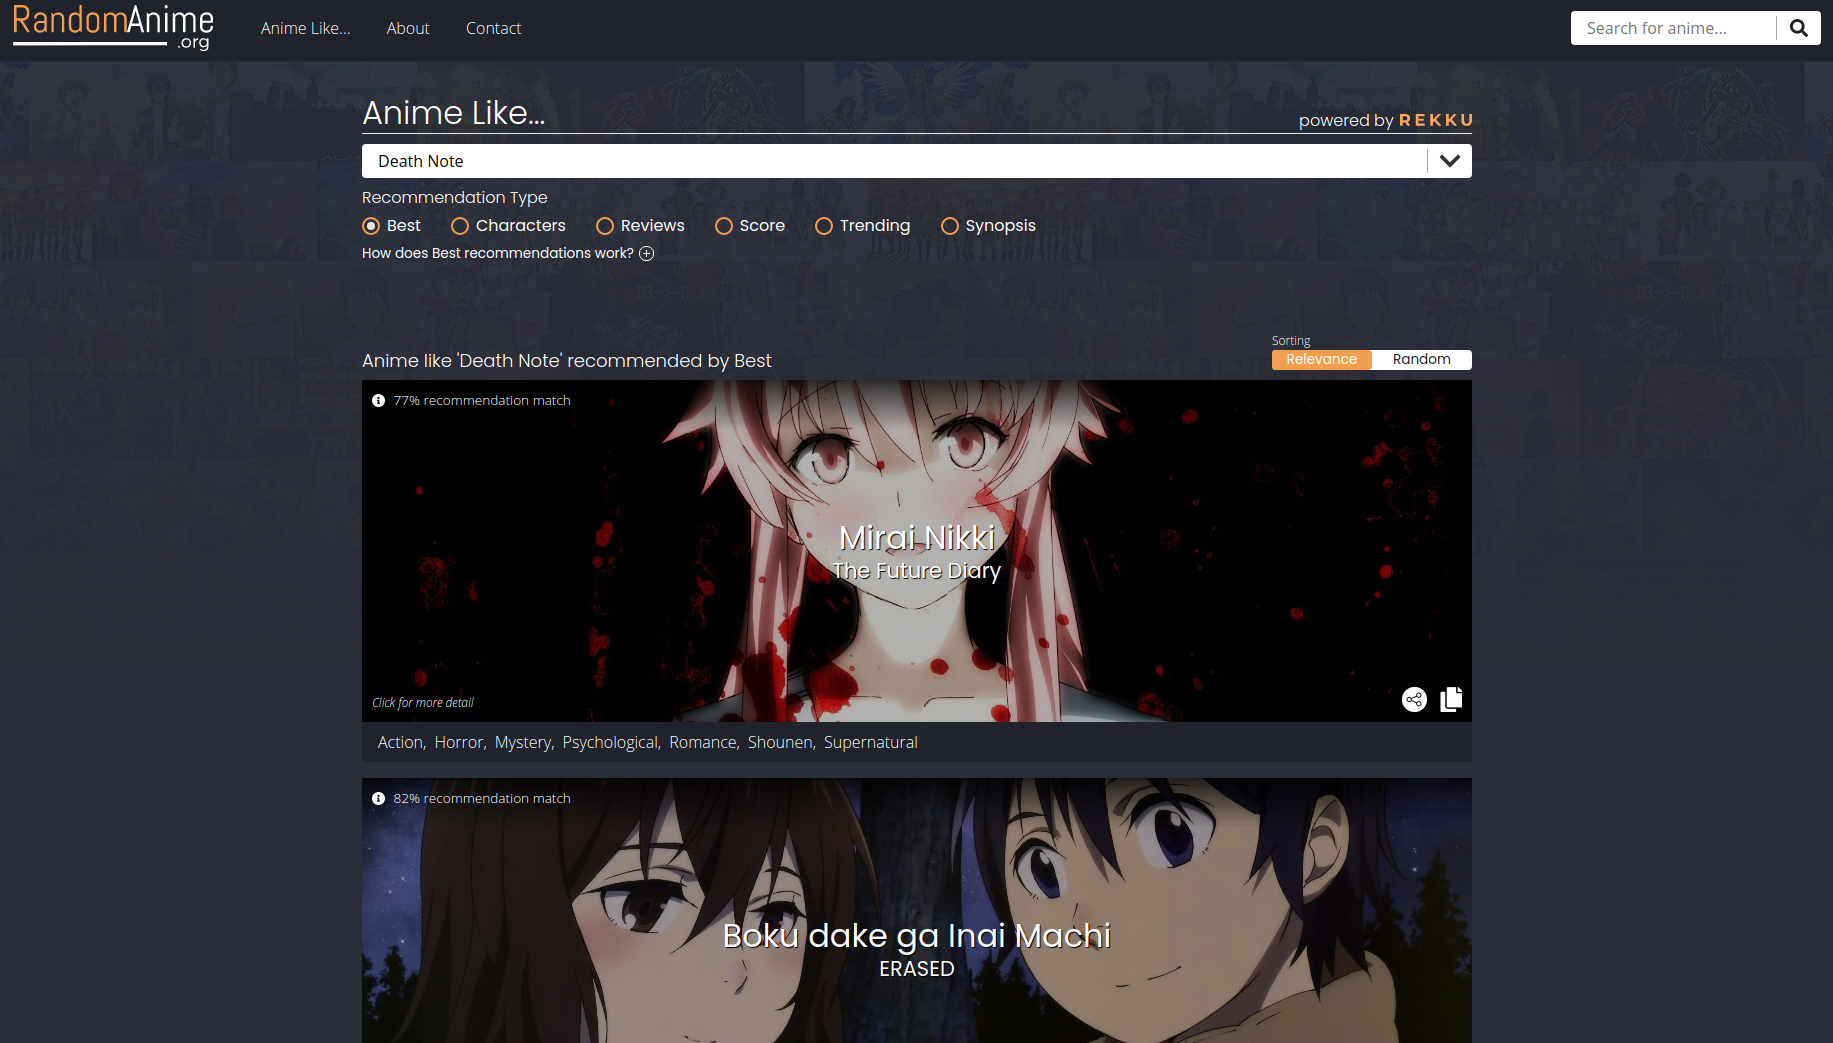 RandomAnime
.org
Anime Like...
About
Contact
Search for anime...
Anime Like...
powered by REKKU
Death Note
Recommendation Type
Best
Characters
Reviews
Score
Trending
Synopsis
How does Best recommendations work?
Sorting
Anime like 'Death Note' recommended by Best
Relevance
Random
77% recommendation match
Mirai Nikki
The Future Diary
Click for more detail
Action, Horror, Mystery, Psychological, Romance, Shounen, Supernatural
82% recommendation match
Boku dake ga Inai Machi
ERASED